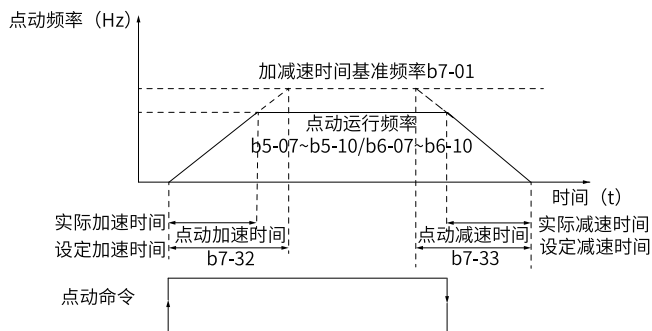 点动频率（Hz）
加减速时间基准频率b7-01
点动运行频率
b5-07~b5-10/b6-07~b6-10
时间（t）
实际加速时间
点动加速时间
点动减速时间
实际减速时间
设定加速时间
b7-32
b7-33
设定减速时间
点动命令